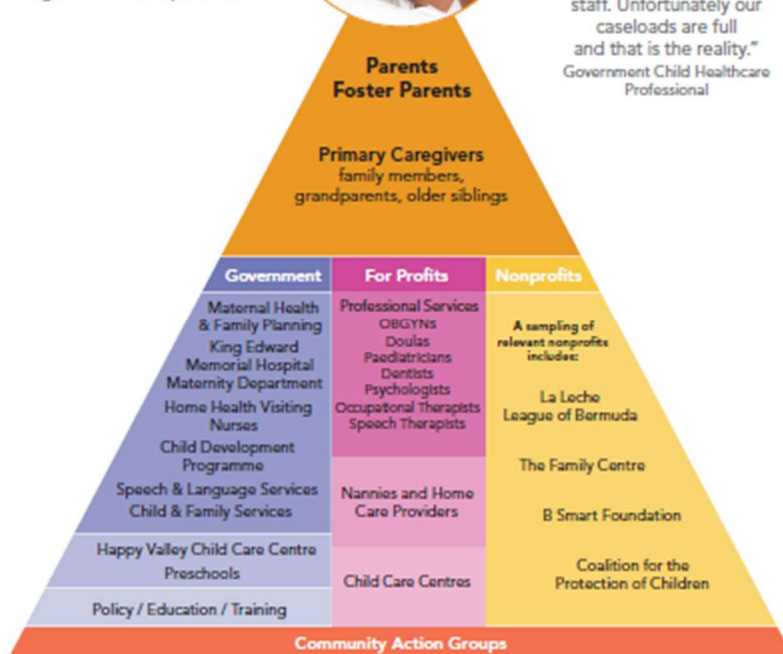 staff. Unfortunately our
caseloads are full
and that is the reality."
Government Child Healthcare
Professional
Parents
Foster Parents
Primary Caregivers
family members,
grandparents, older siblings
Government
Maternal Health
& Family Planning
King Edward
Memorial Hospital
Maternity Department
Home Health Visiting
Nurses
Child Development
Programme
Speech & Language Services
Child & Family Services
Happy Valley Child Care Centre
Preschools
Policy / Education / Training
For Profits
Professional Services
OBGYNs
Doulas
Paediatricians
Dentists
Psychologists
Occupational Therapists
Speech Therapists
Nannies and Home
Care Providers
Child Care Centres
Nonprofits
A sampling of
relevant nonprofits
includes:
La Leche
League of Bermuda
The Family Centre
B Smart Foundation
Coalition for the
Protection of Children
Community Action Groups